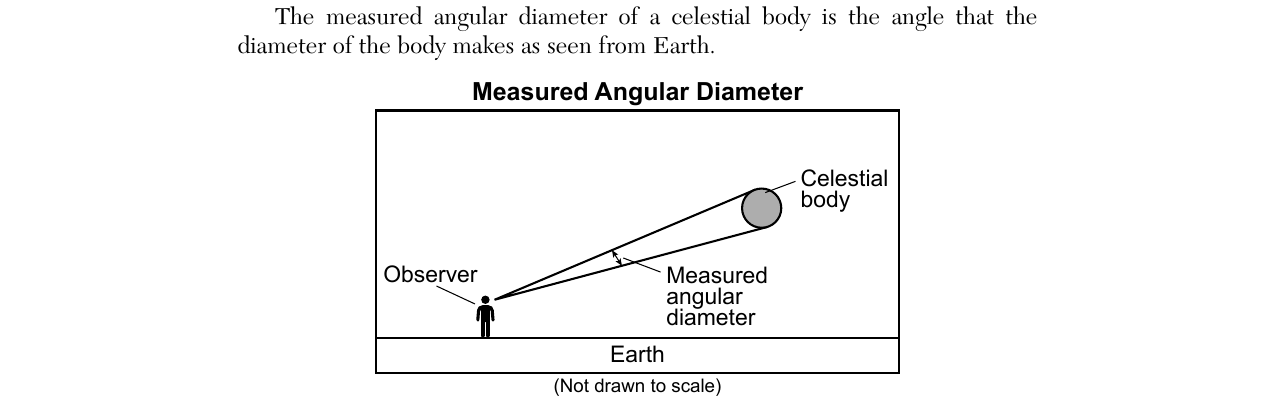 The measured angular diameter of a celestial body is the angle that the
diameter of the body makes as seen from Earth.
Measured Angular Diameter
Celestial
body
Observer
Measured
angular
diameter
Earth
(Not drawn to scale)